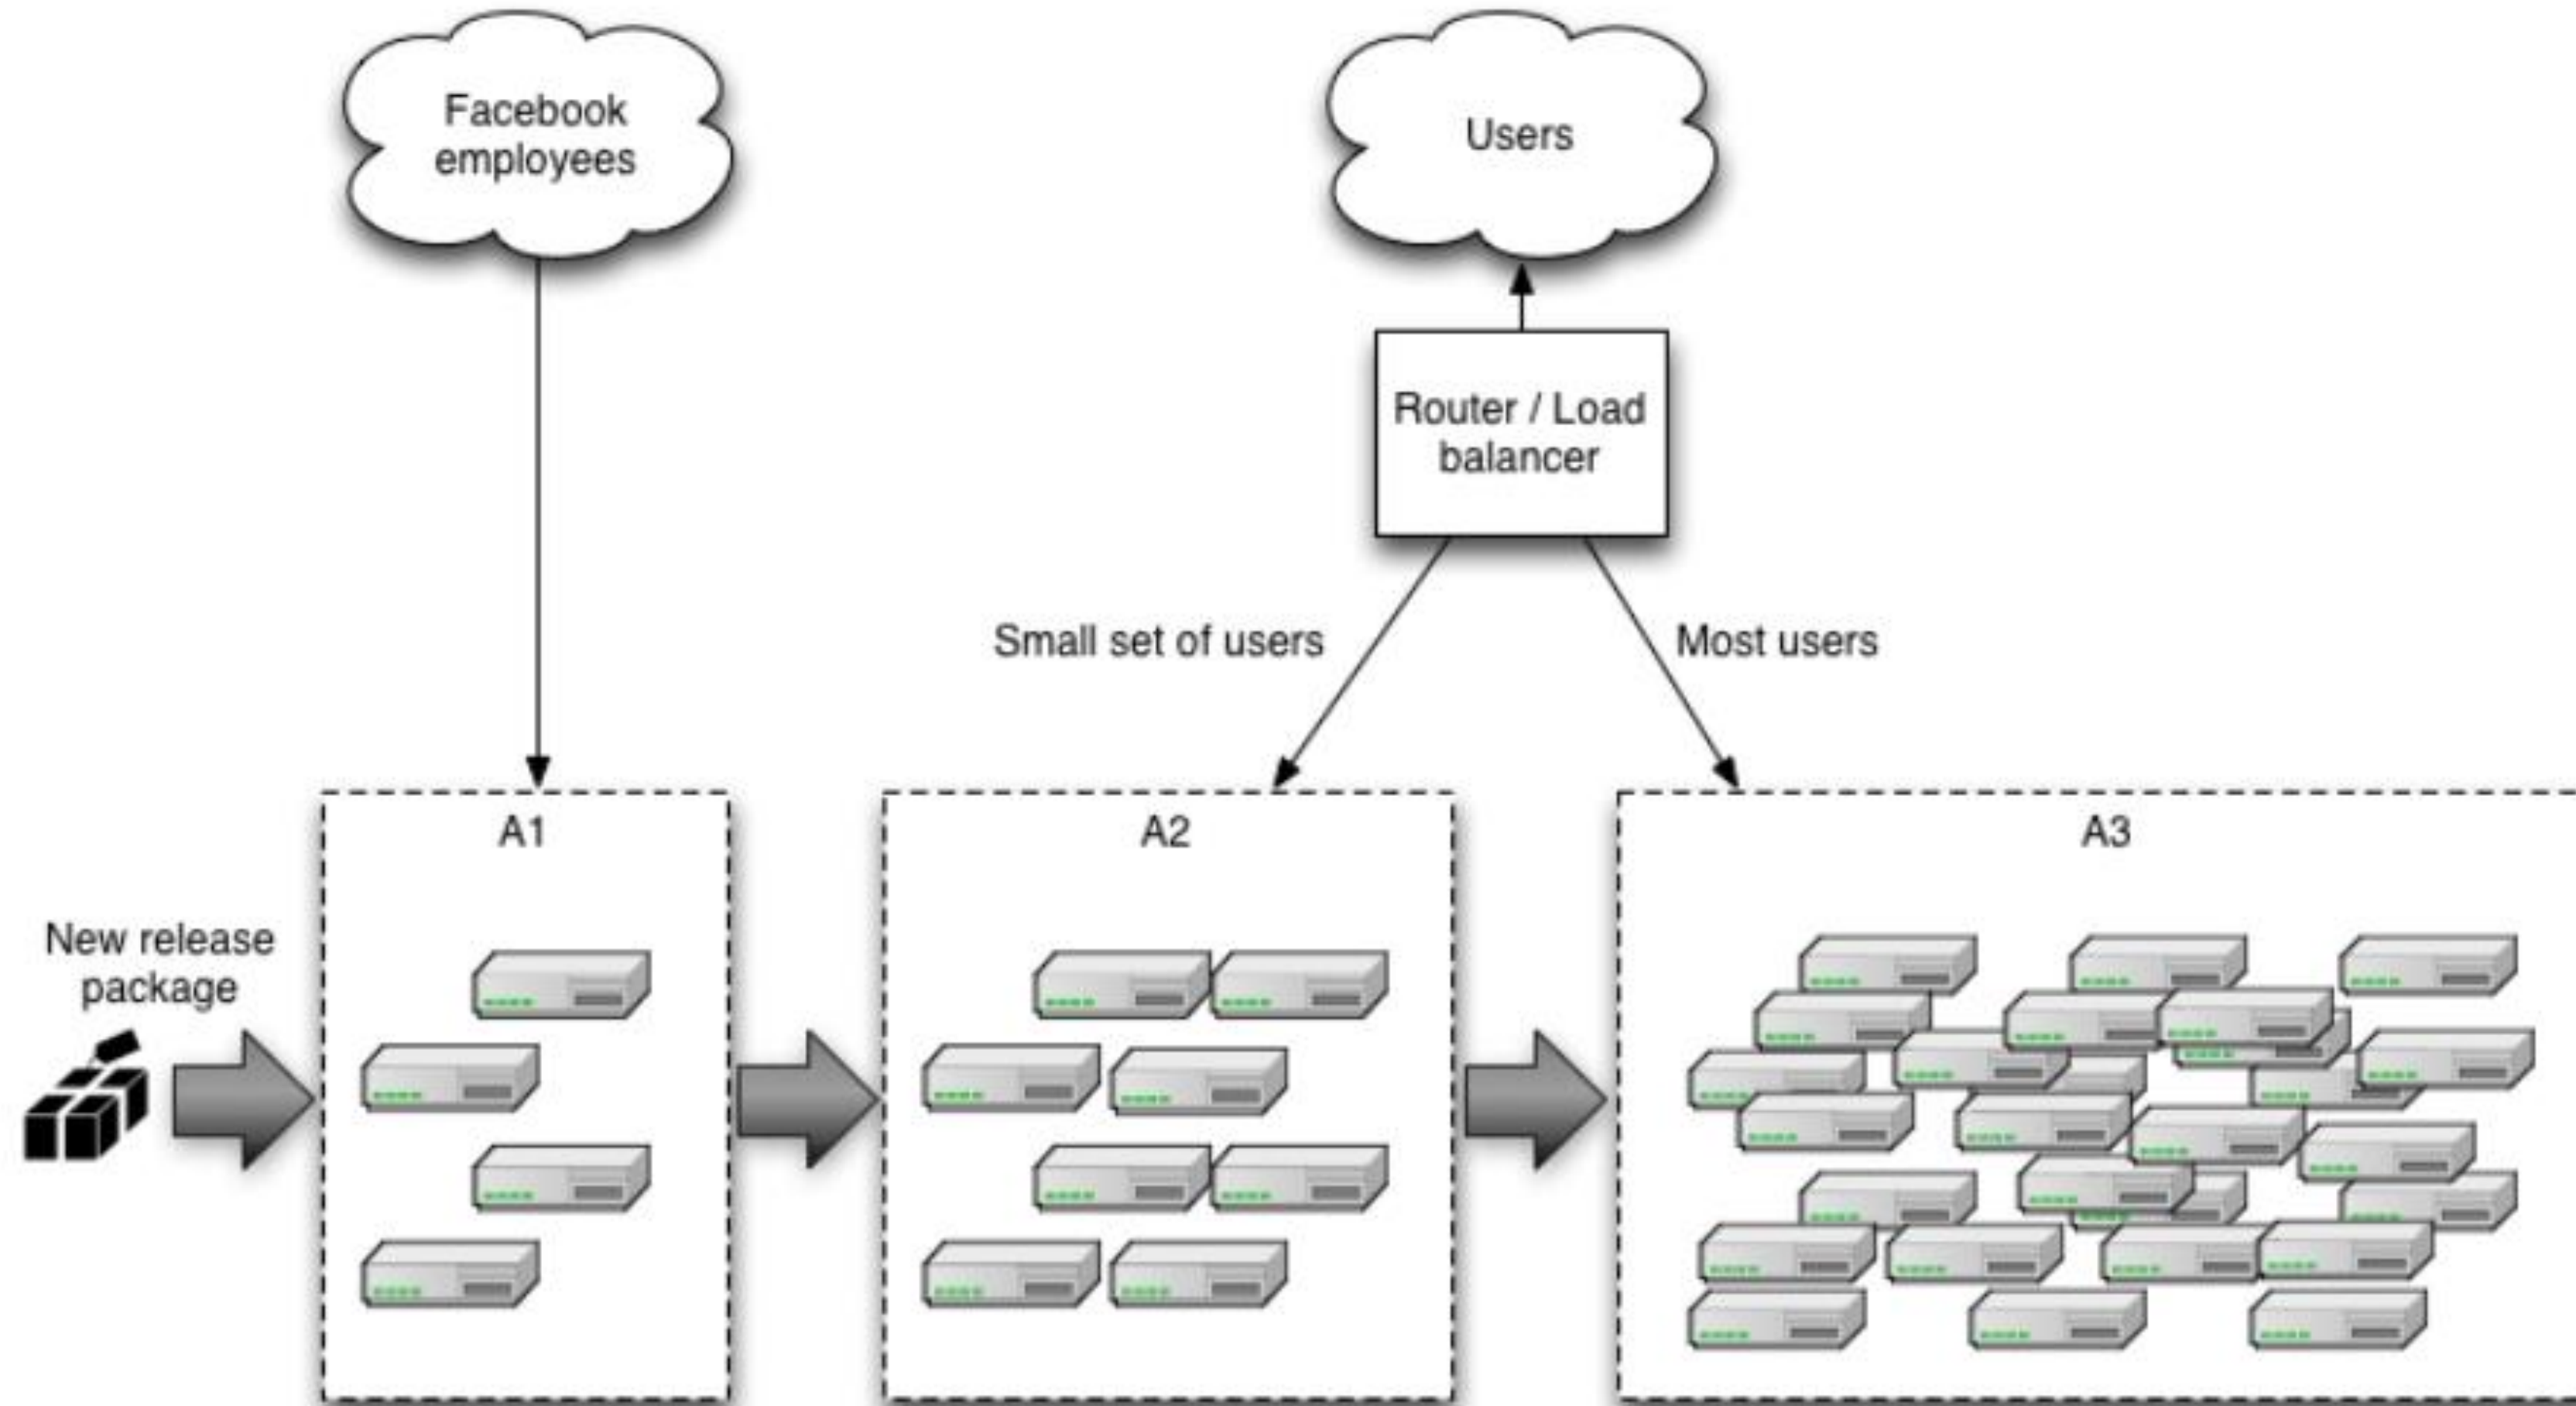 Facebook
employees
Users
Router / Load
balancer
Small set of users
Most users
A1
A2
A3
New release
package